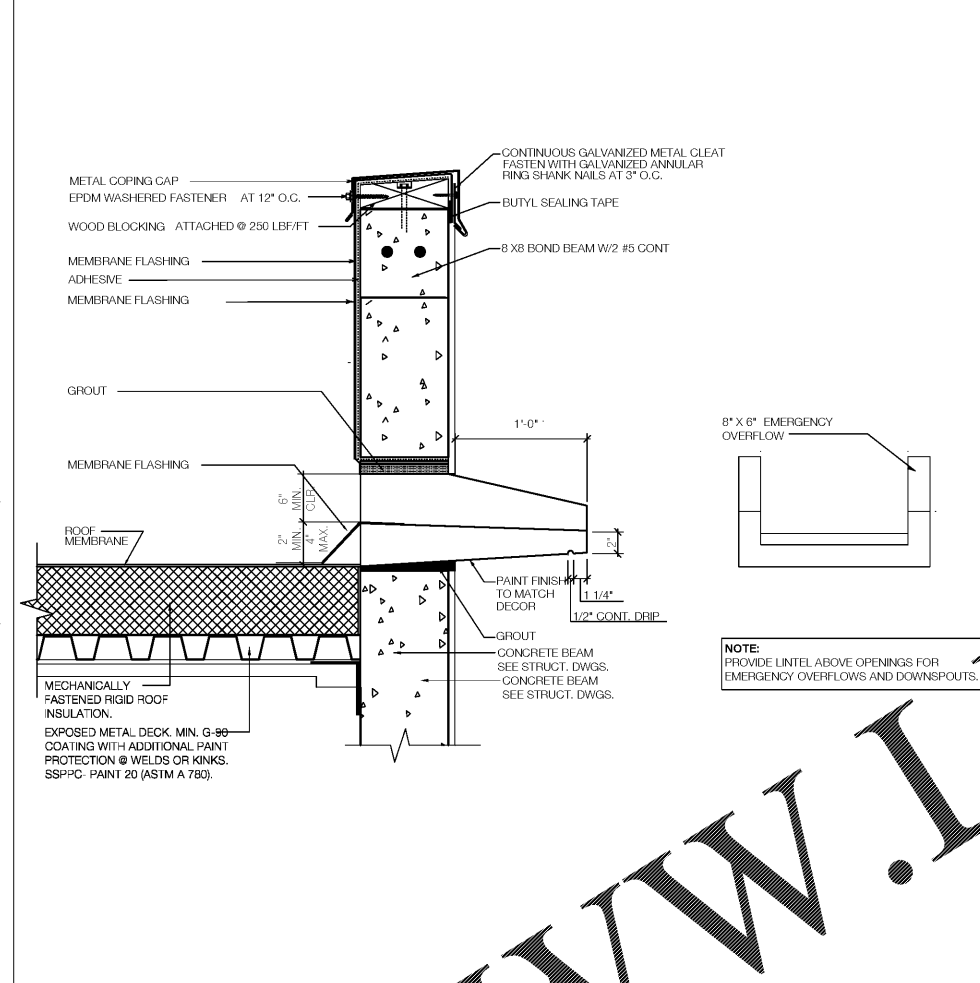 CONTINUOUS GALVANIZED METAL CLEAT
FASTEN WITH GALVANIZED ANNULAR
RING SHANK NAILS AT 3" O.C.
METAL COPING CAP
EPDM WASHERED FASTENER AT 12" O.C.
BUTYL SEALING TAPE
WOOD BLOCKING ATTACHED @ 250 LBF/FT
8 X8 BOND BEAM W/2 #5 CONT
MEMBRANE FLASHING
ADHESIVE
MEMBRANE FLASHING
GROUT
1'-0"
8" X 6" EMERGENCY
OVERFLOW
MEMBRANE FLASHING
6"
MIN.
CLR.
2"
MIN.
4"
MAX.
ROOF
MEMBRANE
2"
PAINT FINISH
TO MATCH
DECOR
1 1/4"
1/2" CONT. DRIP
GROUT
CONCRETE BEAM
SEE STRUCT. DWGS.
CONCRETE BEAM
SEE STRUCT. DWGS.
NOTE:
PROVIDE LINTEL ABOVE OPENINGS FOR
EMERGENCY OVERFLOWS AND DOWNSPOUTS.
MECHANICALLY
FASTENED RIGID ROOF
INSULATION.
EXPOSED METAL DECK. MIN. G-90
COATING WITH ADDITIONAL PAINT
PROTECTION @ WELDS OR KINKS.
SSPPC- PAINT 20 (ASTM A 780).